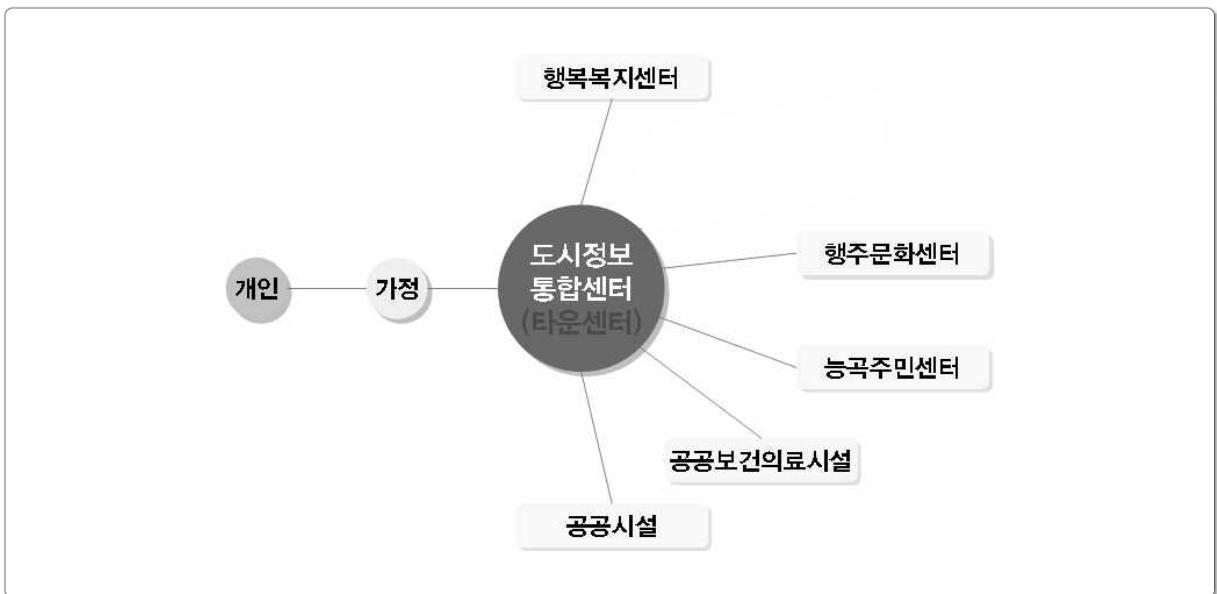 행복복지센터
도시정보
통합센터
(타운센터)
개인
가정
행주문화센터
능곡주민센터
공공보건의료시설
공공시설